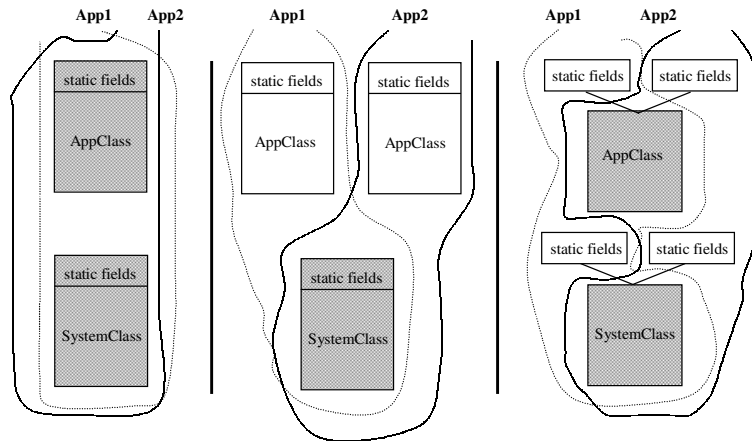 App1 App2
static fields
AppClass
static fields
SystemClass
App1 App2
static fields static fields
AppClass AppClass
static fields
SystemClass
App1 App2
static fields static fields
AppClass
static fields static fields
SystemClass